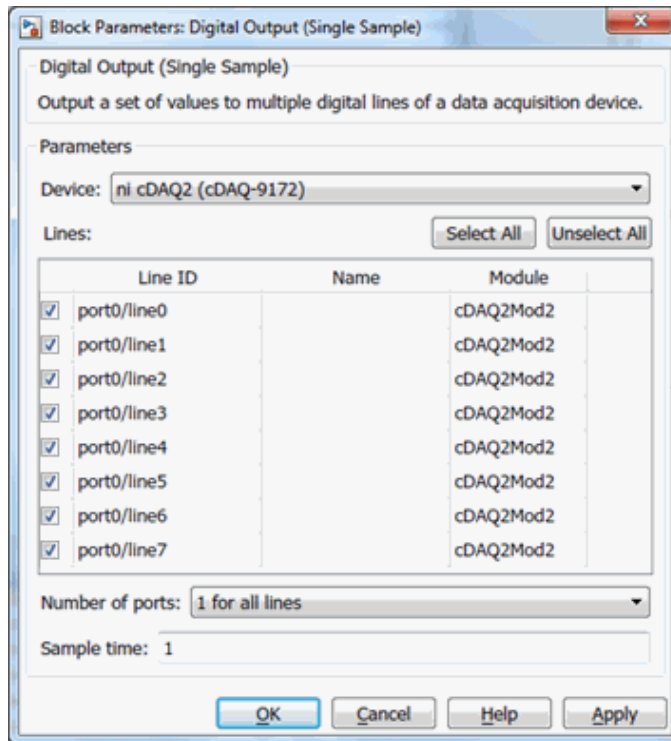 Block Parameters: Digital Output (Single Sample)
Digital Output (Single Sample)
Output a set of values to multiple digital lines of a data acquisition device.
Parameters
Device: ni cDAQ2 (cDAQ-9172)
Lines: Select All Unselect All
Line ID Name Module
port0/line0 cDAQ2Mod2
port0/line1 cDAQ2Mod2
port0/line2 cDAQ2Mod2
port0/line3 cDAQ2Mod2
port0/line4 cDAQ2Mod2
port0/line5 cDAQ2Mod2
port0/line6 cDAQ2Mod2
port0/line7 cDAQ2Mod2
Number of ports: 1 for all lines
Sample time: 1
OK Cancel Help Apply